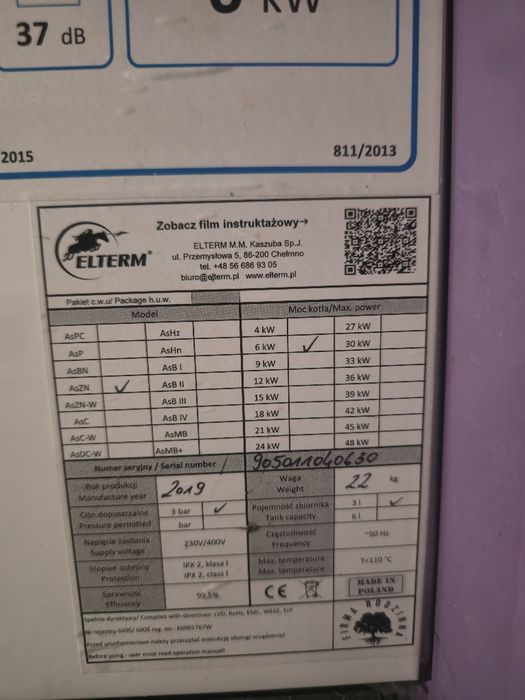 37 dB
kW
2015
811/2013
Zobacz film instruktażowy→
ELTERM®
ELTERM M.M. Kaszuba Sp.J.
ul. Przemysłowa 5, 86-200 Chełmno
tel. +48 56 686 93 05
biuro@elterm.pl www.elterm.pl
Pakiet c.w.u/ Package h.u.w.
Model Moc kotła/Max. power
AsPC AsHz 4 kW 27 kW
AsP AsHn 6 kW ✓ 30 kW
AsBN AsB I 9 kW 33 kW
AsZN ✓ AsB II 12 kW 36 kW
AsZN-W AsB III 15 kW 39 kW
AsC AsB IV 18 kW 42 kW
AsC-W AsMB 21 kW 45 kW
AsDC-W AsMB+ 24 kW 48 kW
Numer seryjny / Serial number 905011040630
Rok produkcji 2019 Waga 22 kg
Manufacture year Weight
Ciśn dopuszczalne 3 bar ✓ Pojemność zbiornika 3 l ✓
Pressure permitted bar Tank capacity 6 l
Napięcie zasilania 230V/400V Częstotliwość ~50 Hz
Supply voltage Frequency
Stopień ochrony IPX 2, klasa I Max. temperatura T<110 °C
Protection IPX 2, class I Max. temperature
Sprawność 99,5% CE MADE IN
Efficiency POLAND
Spełnia dyrektywy/ Complies with directives: LVD, RoHS, EMC, WEEE, ErP
Nr rejestry GIOŚ/ GIOS reg. no.: E0001767W
Przed uruchomieniem należy przeczytać instrukcję obsługi urządzenia!
Before using - user must read operation manual!
FIRMA RODZINNA